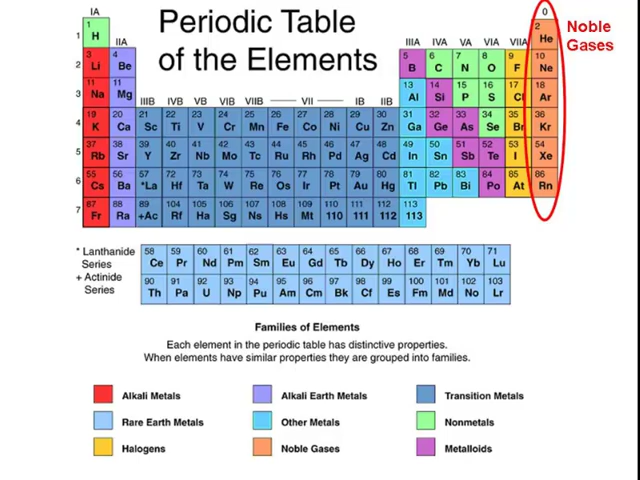 IA
0
Periodic Table
of the Elements
Noble
Gases
IIA
IIIA IVA VA VIA VIIA
IIIB IVB VB VIB VIIB VII IB IIB
1 1 H 2 He
2 3 Li 4 Be 5 B 6 C 7 N 8 O 9 F 10 Ne
3 11 Na 11 Mg 13 Al 14 Si 15 P 16 S 17 Cl 18 Ar
4 19 K 20 Ca 21 Sc 22 Ti 23 V 24 Cr 25 Mn 26 Fe 27 Co 28 Ni 29 Cu 30 Zn 31 Ga 32 Ge 33 As 34 Se 35 Br 36 Kr
5 37 Rb 38 Sr 39 Y 40 Zr 41 Nb 42 Mo 43 Tc 44 Ru 45 Rh 46 Pd 47 Ag 48 Cd 49 In 50 Sn 51 Sb 52 Te 53 I 54 Xe
6 55 Cs 56 Ba 57 *La 72 Hf 73 Ta 74 W 75 Re 76 Os 77 Ir 78 Pt 79 Au 80 Hg 81 Tl 82 Pb 83 Bi 84 Po 85 At 86 Rn
7 87 Fr 88 Ra 89 +Ac 104 Rf 105 Ha 106 Sg 107 Ns 108 Hs 109 Mt 110 110 111 111 112 112 113 113
* Lanthanide
Series
58 Ce 59 Pr 60 Nd 61 Pm 62 Sm 63 Eu 64 Gd 65 Tb 66 Dy 67 Ho 68 Er 69 Tm 70 Yb 71 Lu
+ Actinide
Series
90 Th 91 Pa 92 U 93 Np 94 Pu 95 Am 96 Cm 97 Bk 98 Cf 99 Es 100 Fm 101 Md 102 No 103 Lr
Families of Elements
Each element in the periodic table has distinctive properties.
When elements have similar properties they are grouped into families.
Alkali Metals
Alkali Earth Metals
Transition Metals
Rare Earth Metals
Other Metals
Nonmetals
Halogens
Noble Gases
Metalloids